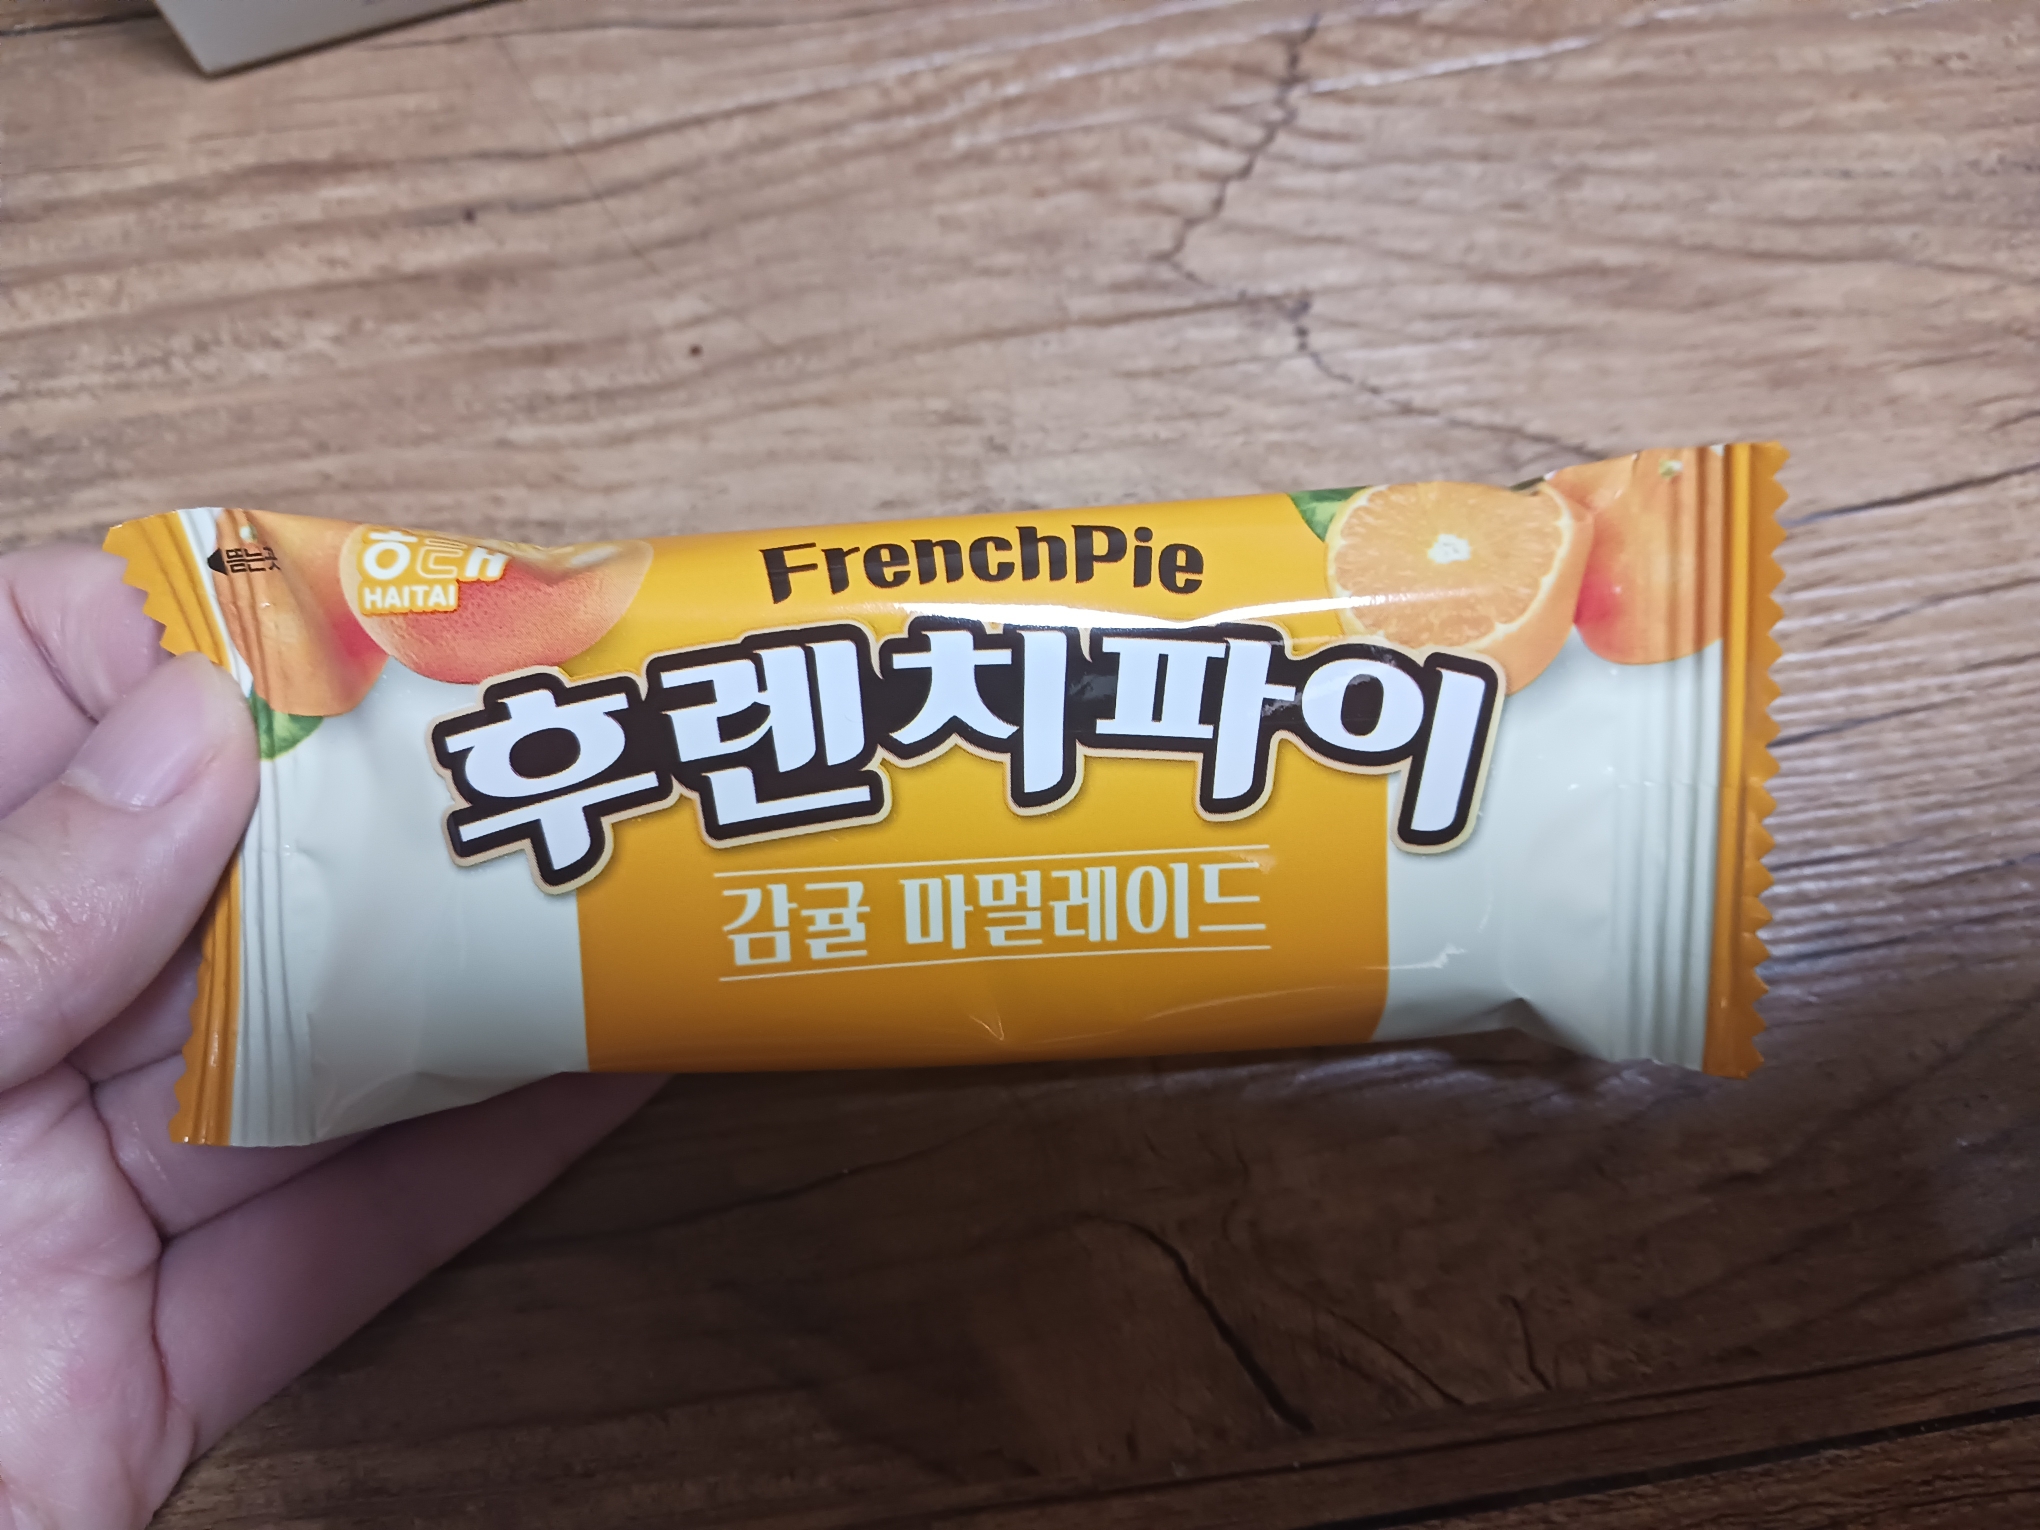 뜯는곳
해태
HAITAI
FrenchPie
후렌치파이
감귤 마멀레이드